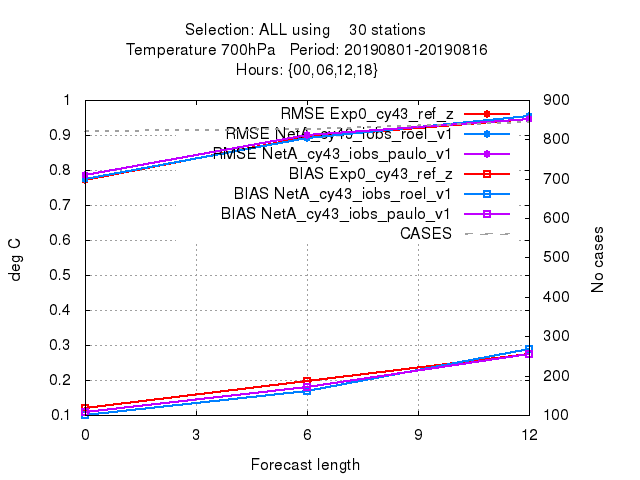 Selection: ALL using 30 stations
Temperature 700hPa Period: 20190801-20190816
Hours: {00,06,12,18}
RMSE Exp0_cy43_ref_z
RMSE NetA_cy43_iobs_roel_v1
RMSE NetA_cy43_iobs_paulo_v1
BIAS Exp0_cy43_ref_z
BIAS NetA_cy43_iobs_roel_v1
BIAS NetA_cy43_iobs_paulo_v1
CASES
1
0.9
0.8
0.7
0.6
0.5
0.4
0.3
0.2
0.1
deg C
900
800
700
600
500
400
300
200
100
No cases
0 3 6 9 12
Forecast length